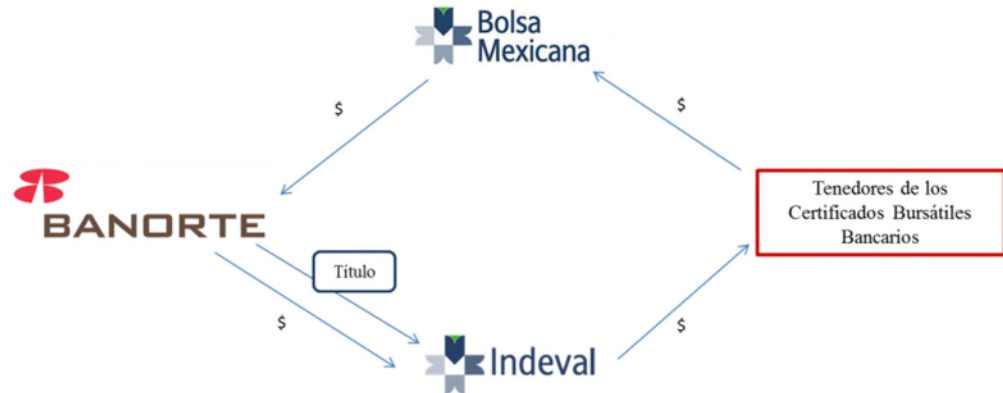 Bolsa
Mexicana
$
$
BANORTE
Tenedores de los
Certificados Bursátiles
Bancarios
Título
$
$
Indeval